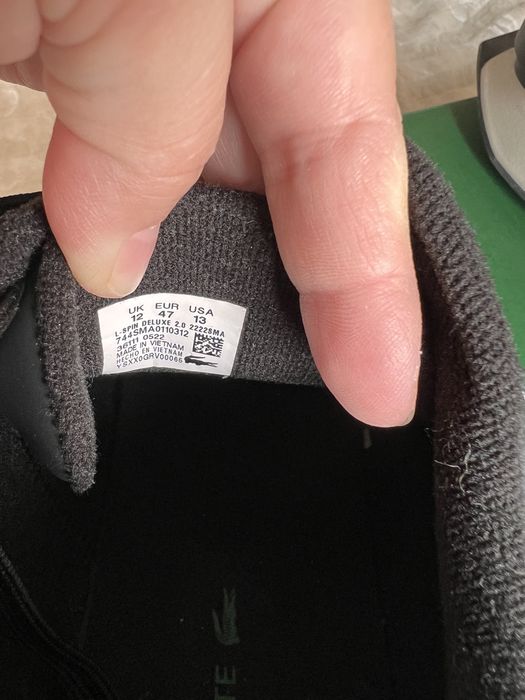 UK EUR USA
12 47 13
L-SPIN DELUXE 2.0 2222SMA
744SMA0110312
36111 0522
MADE IN VIETNAM
HECHO EN VIETNAM
YSXX0GRV00066